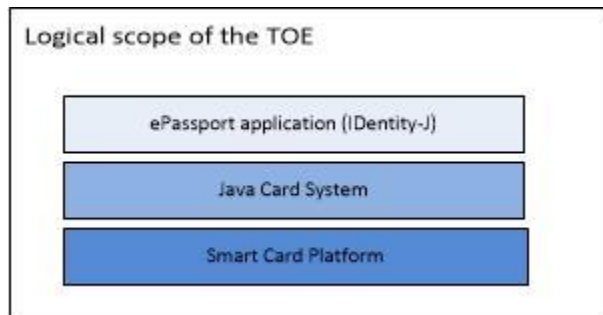 Logical scope of the TOE
ePassport application (IDentity-J)
Java Card System
Smart Card Platform